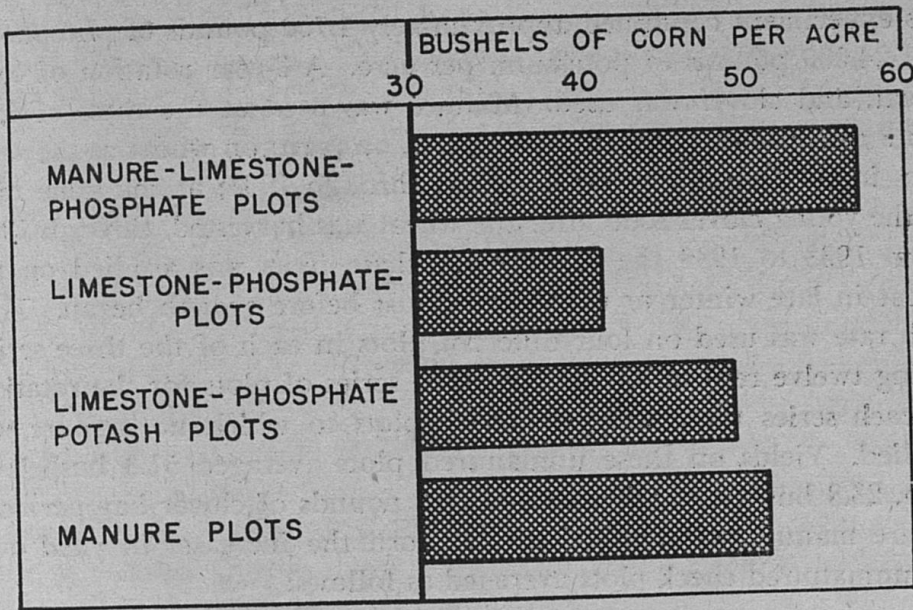 BUSHELS OF CORN PER ACRE
30 40 50 60
MANURE-LIMESTONE-
PHOSPHATE PLOTS
LIMESTONE-PHOSPHATE-
PLOTS
LIMESTONE-PHOSPHATE
POTASH PLOTS
MANURE PLOTS